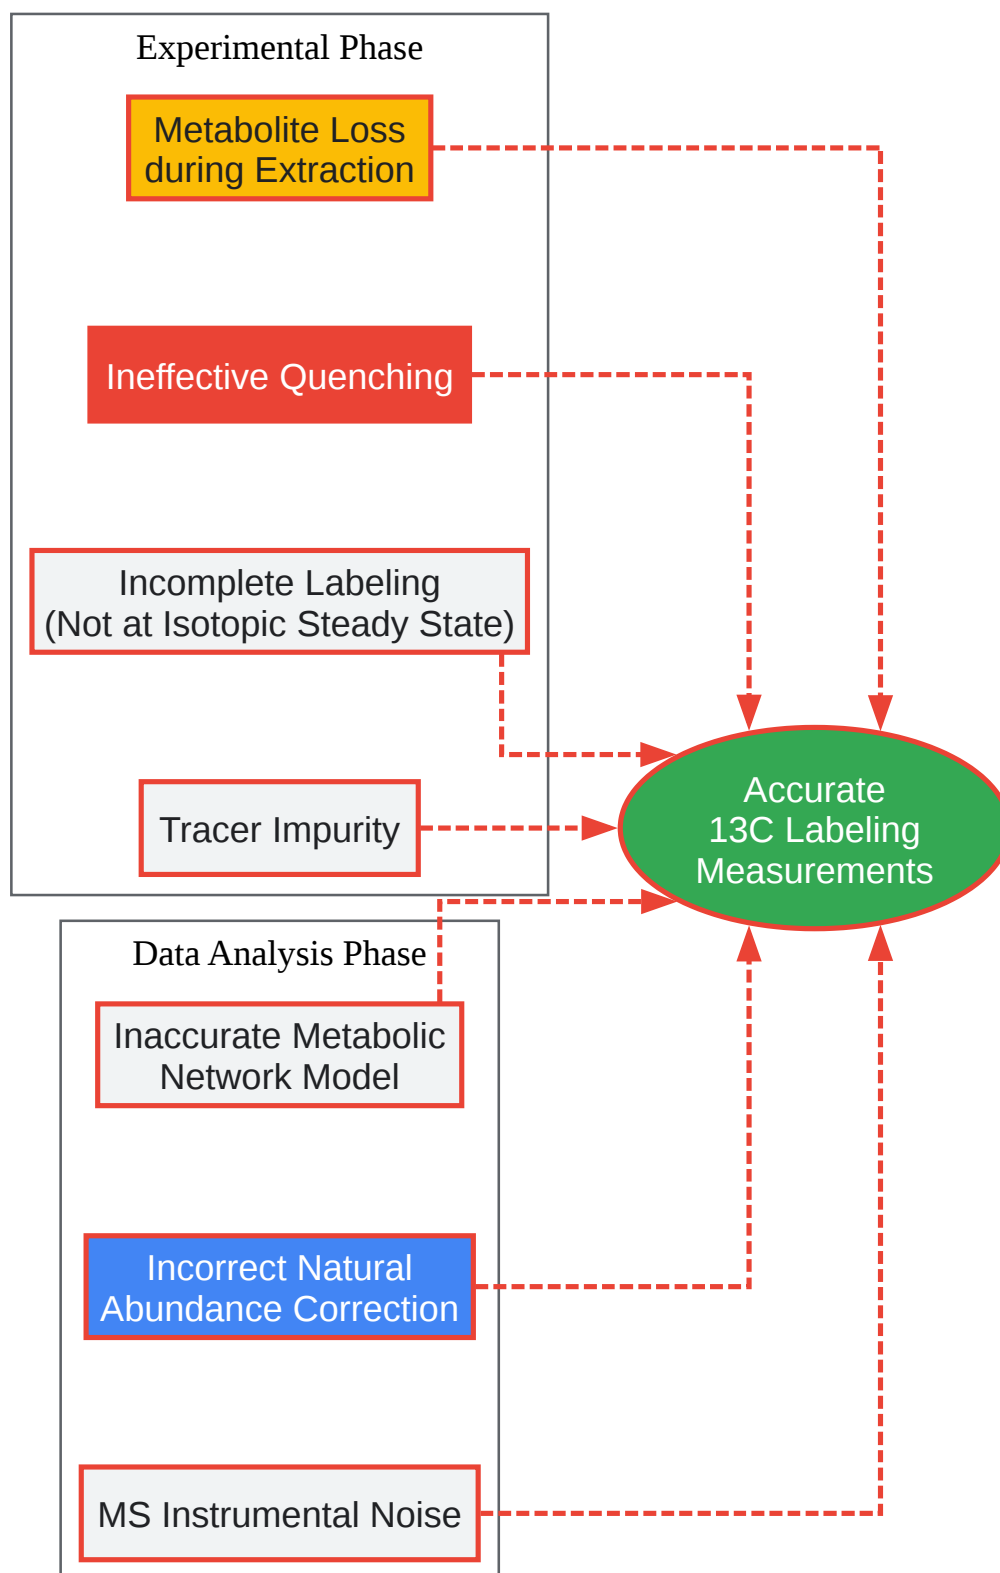 Experimental Phase
Metabolite Loss
during Extraction
Ineffective Quenching
Incomplete Labeling
(Not at Isotopic Steady State)
Tracer Impurity
Accurate
13C Labeling
Measurements
Data Analysis Phase
Inaccurate Metabolic
Network Model
Incorrect Natural
Abundance Correction
MS Instrumental Noise